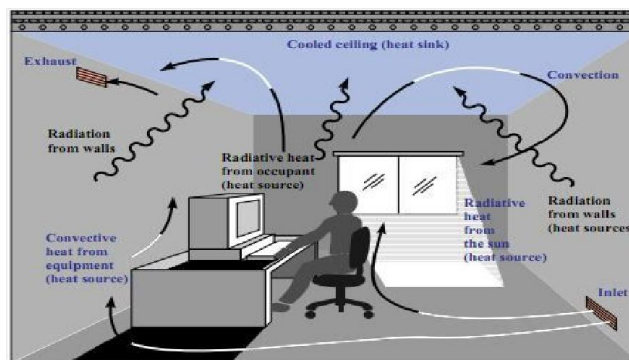 Cooled ceiling (heat sink)
Exhaust
Convection
Radiation
from walls
Radiative heat
from occupant
(heat source)
Radiative
heat
from
the sun
(heat source)
Radiation
from walls
(heat sources)
Convective
heat from
equipment
(heat source)
Inlet